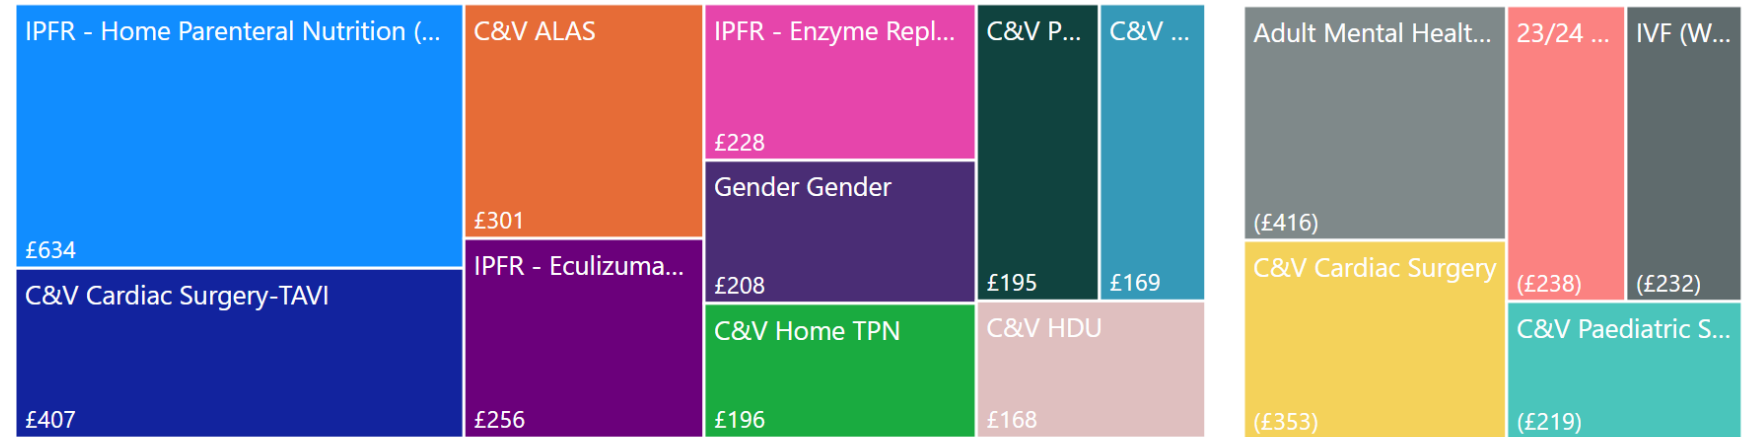 IPFR - Home Parenteral Nutrition (...
£634
C&V Cardiac Surgery-TAVI
£407
C&V ALAS
£301
IPFR - Eculizuma...
£256
IPFR - Enzyme Repl...
£228
Gender Gender
£208
C&V Home TPN
£196
C&V P...
£195
C&V ...
£169
C&V HDU
£168
Adult Mental Healt...
(£416)
C&V Cardiac Surgery
(£353)
23/24 ...
(£238)
IVF (W...
(£232)
C&V Paediatric S...
(£219)